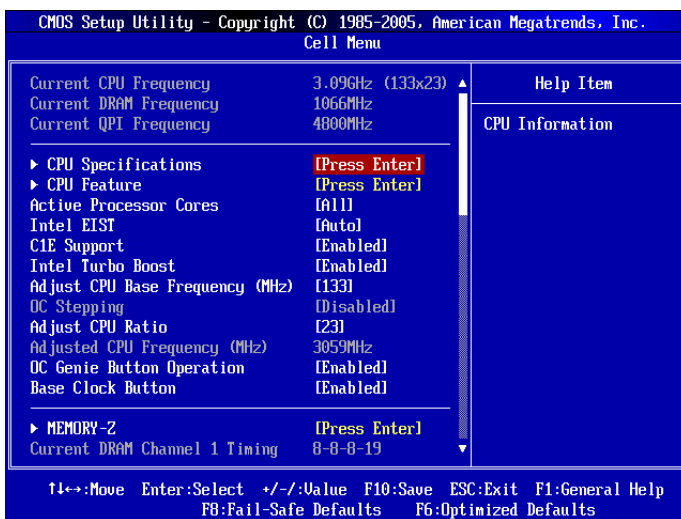 CMOS Setup Utility - Copyright (C) 1985-2005, American Megatrends, Inc.
Cell Menu
Current CPU Frequency 3.09GHz (133x23)
Current DRAM Frequency 1066MHz
Current QPI Frequency 4800MHz
Help Item
CPU Information
▶ CPU Specifications [Press Enter]
▶ CPU Feature [Press Enter]
Active Processor Cores [All]
Intel EIST [Auto]
C1E Support [Enabled]
Intel Turbo Boost [Enabled]
Adjust CPU Base Frequency (MHz) [133]
OC Stepping [Disabled]
Adjust CPU Ratio [23]
Adjusted CPU Frequency (MHz) 3059MHz
OC Genie Button Operation [Enabled]
Base Clock Button [Enabled]
▶ MEMORY-Z [Press Enter]
Current DRAM Channel 1 Timing 8-8-8-19
↑↓←→:Move Enter:Select +/-/:Value F10:Save ESC:Exit F1:General Help
F8:Fail-Safe Defaults F6:Optimized Defaults